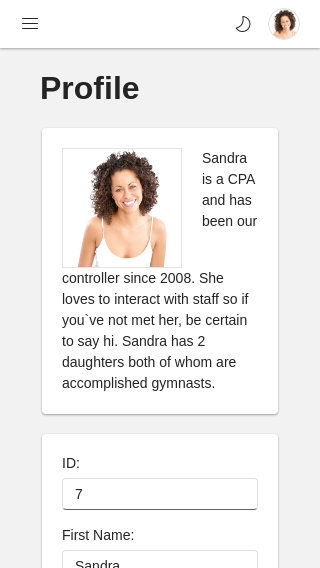 Profile
Sandra
is a CPA
and has
been our
controller since 2008. She
loves to interact with staff so if
you`ve not met her, be certain
to say hi. Sandra has 2
daughters both of whom are
accomplished gymnasts.
ID:
7
First Name:
Sandra